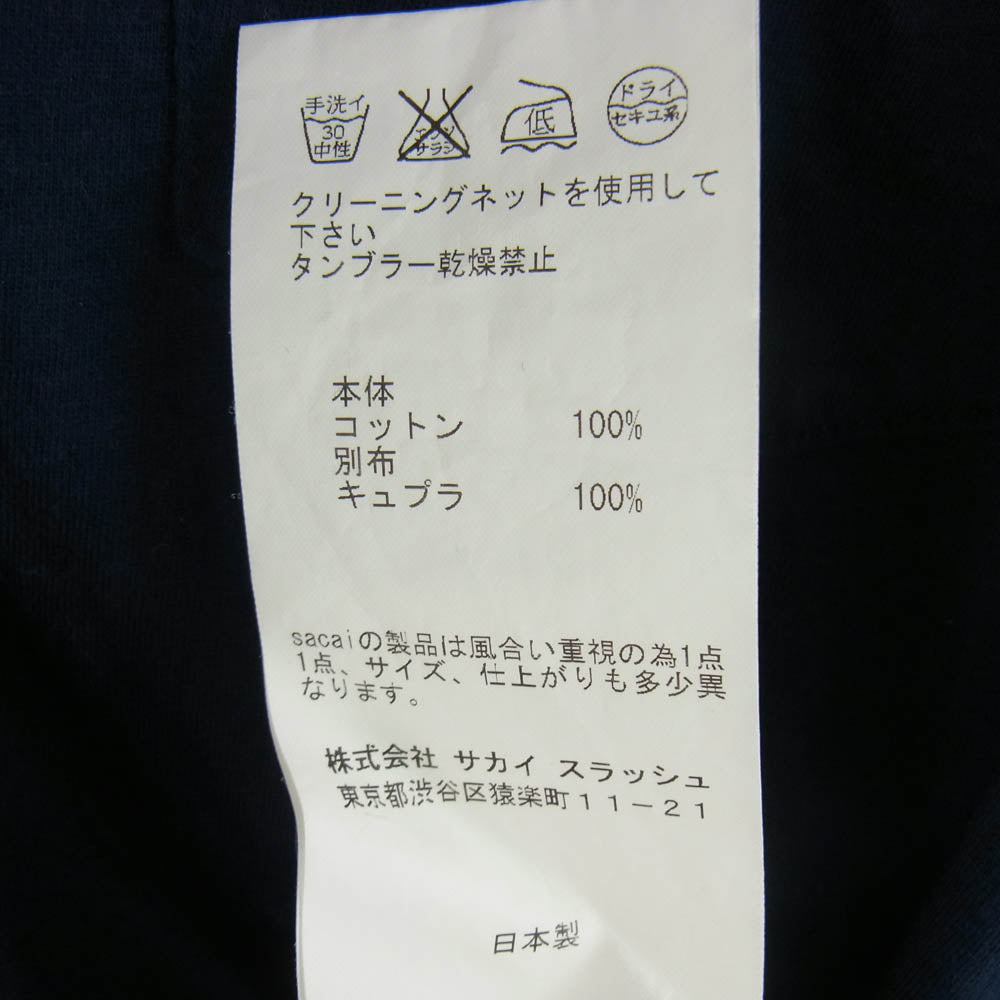 手洗イ
30
中性
エンソ
サラシ
低
ドライ
セキユ系
クリーニングネットを使用して
下さい
タンブラー乾燥禁止
本体
コットン 100%
別布
キュプラ 100%
sacaiの製品は風合い重視の為1点
1点、サイズ、仕上がりも多少異
なります。
株式会社 サカイ スラッシュ
東京都渋谷区猿楽町11-21
日本製